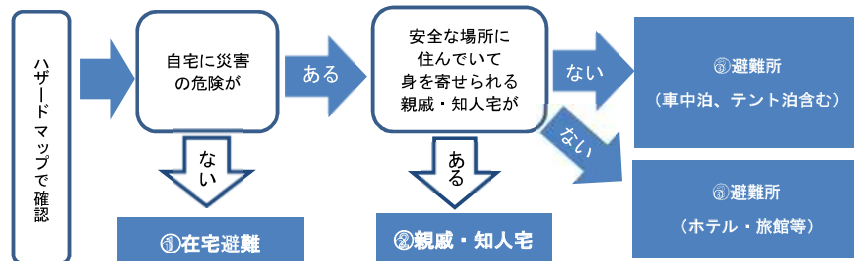 ハザードマップで確認
自宅に災害
の危険が
ある
ない
①在宅避難
安全な場所に
住んでいて
身を寄せられる
親戚・知人宅が
ない
ない
ある
②親戚・知人宅
③避難所
(車中泊、テント泊含む)
③避難所
(ホテル・旅館等)